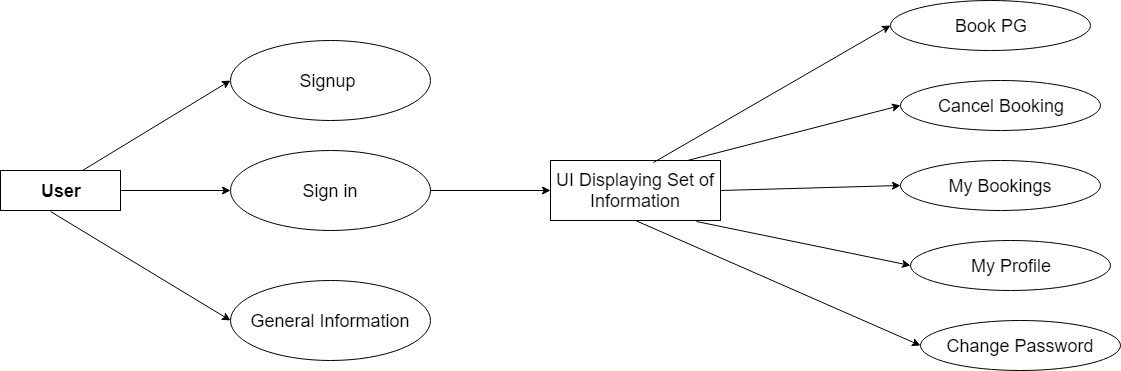 User
Signup
Sign in
General Information
UI Displaying Set of
Information
Book PG
Cancel Booking
My Bookings
My Profile
Change Password